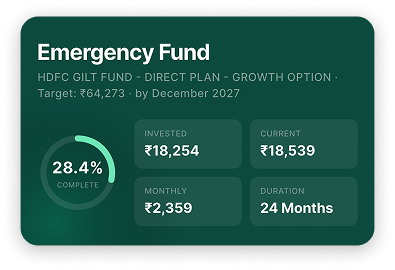 Emergency Fund
HDFC GILT FUND - DIRECT PLAN - GROWTH OPTION ·
Target: ₹64,273 · by December 2027
28.4%
COMPLETE
INVESTED
₹18,254
CURRENT
₹18,539
MONTHLY
₹2,359
DURATION
24 Months